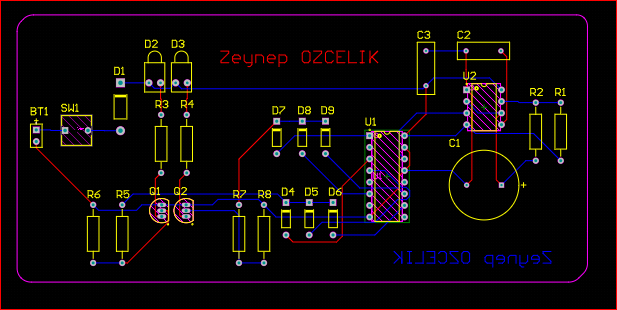 C3 C2
D2 D3 Zeynep OZCELIK
D1 U2
R3 R4 R2 R1
BT1 SW1 D7 D8 D9 U1
C1
R6 R5 Q1 Q2 R7 R8 D4 D5 D6
Zeynep OZCELIK